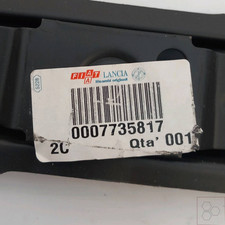 FIAT LANCIA
Ricambi originali
0007735817
2C Qta' 001